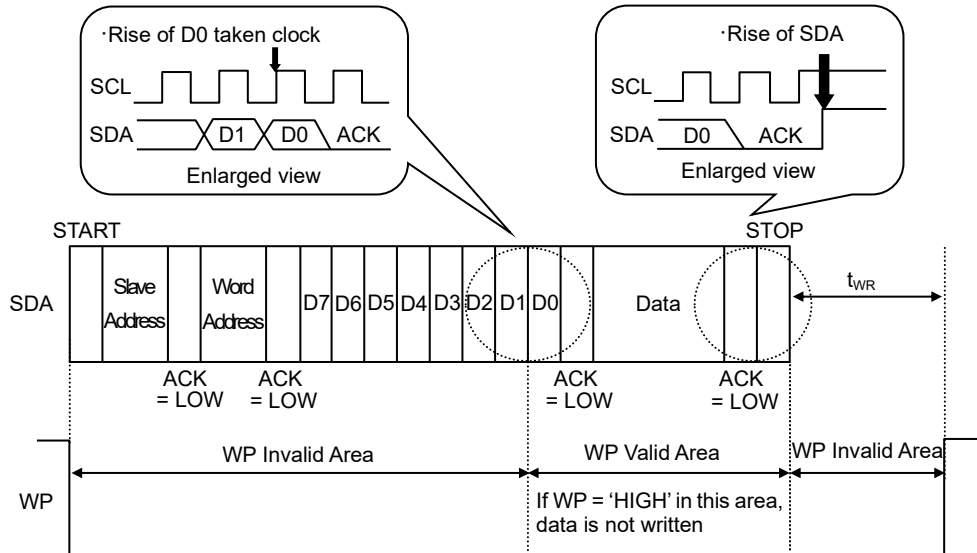 ·Rise of D0 taken clock
SCL
SDA
D1
D0
ACK
Enlarged view
·Rise of SDA
SCL
SDA
D0
ACK
Enlarged view
START
STOP
SDA
Slave
Address
Word
Address
D7
D6
D5
D4
D3
D2
D1
D0
Data
tWR
ACK
= LOW
ACK
= LOW
ACK
= LOW
ACK
= LOW
WP Invalid Area
WP Valid Area
WP Invalid Area
WP
If WP = ‘HIGH’ in this area,
data is not written